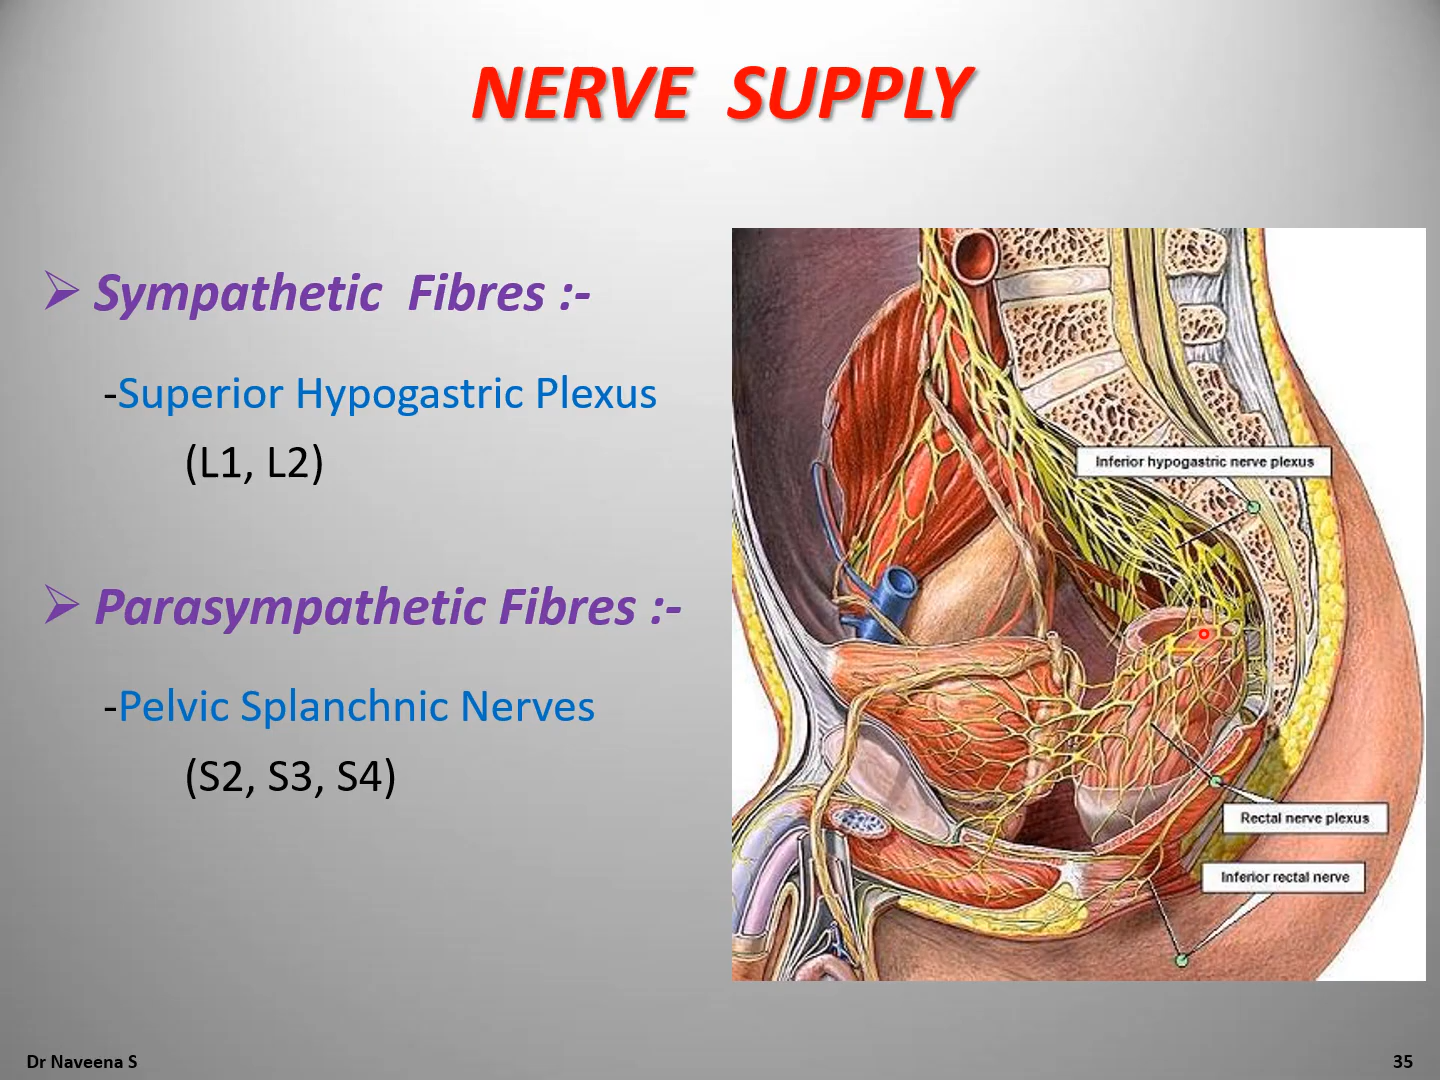 NERVE SUPPLY
Sympathetic Fibres :-
-Superior Hypogastric Plexus
(L1, L2)
Parasympathetic Fibres :-
-Pelvic Splanchnic Nerves
(S2, S3, S4)
Inferior hypogastric nerve plexus
Rectal nerve plexus
Inferior rectal nerve
Dr Naveena S
35